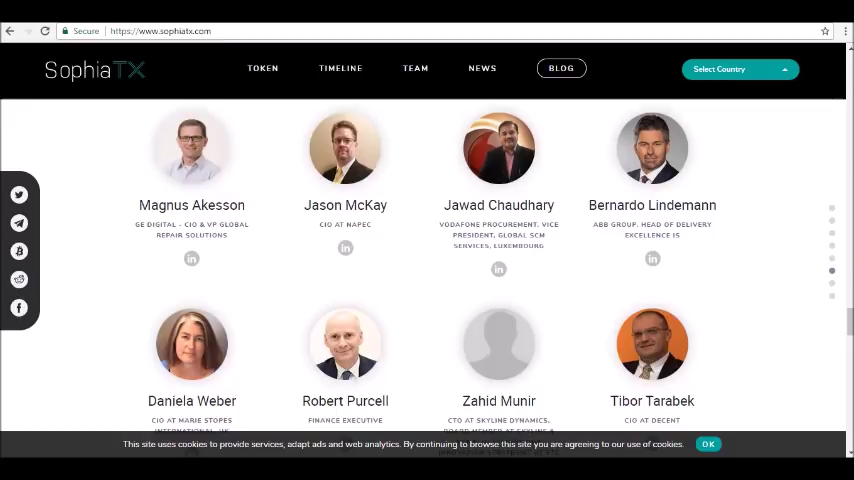 Secure
https://www.sophiatx.com
SophiaTX
TOKEN
TIMELINE
TEAM
NEWS
BLOG
Select Country
Magnus Akesson
GE DIGITAL - CIO & VP GLOBAL
REPAIR SOLUTIONS
in
Jason McKay
CIO AT NAPEC
in
Jawad Chaudhary
VODAFONE PROCUREMENT, VICE
PRESIDENT, GLOBAL SCM
SERVICES, LUXEMBOURG
in
Bernardo Lindemann
ABB GROUP, HEAD OF DELIVERY
EXCELLENCE IS
in
Daniela Weber
CIO AT MARIE STOPES
Robert Purcell
FINANCE EXECUTIVE
Zahid Munir
CTO AT SKYLINE DYNAMICS,
Tibor Tarabek
CIO AT DECENT
This site uses cookies to provide services, adapt ads and web analytics. By continuing to browse this site you are agreeing to our use of cookies.
OK